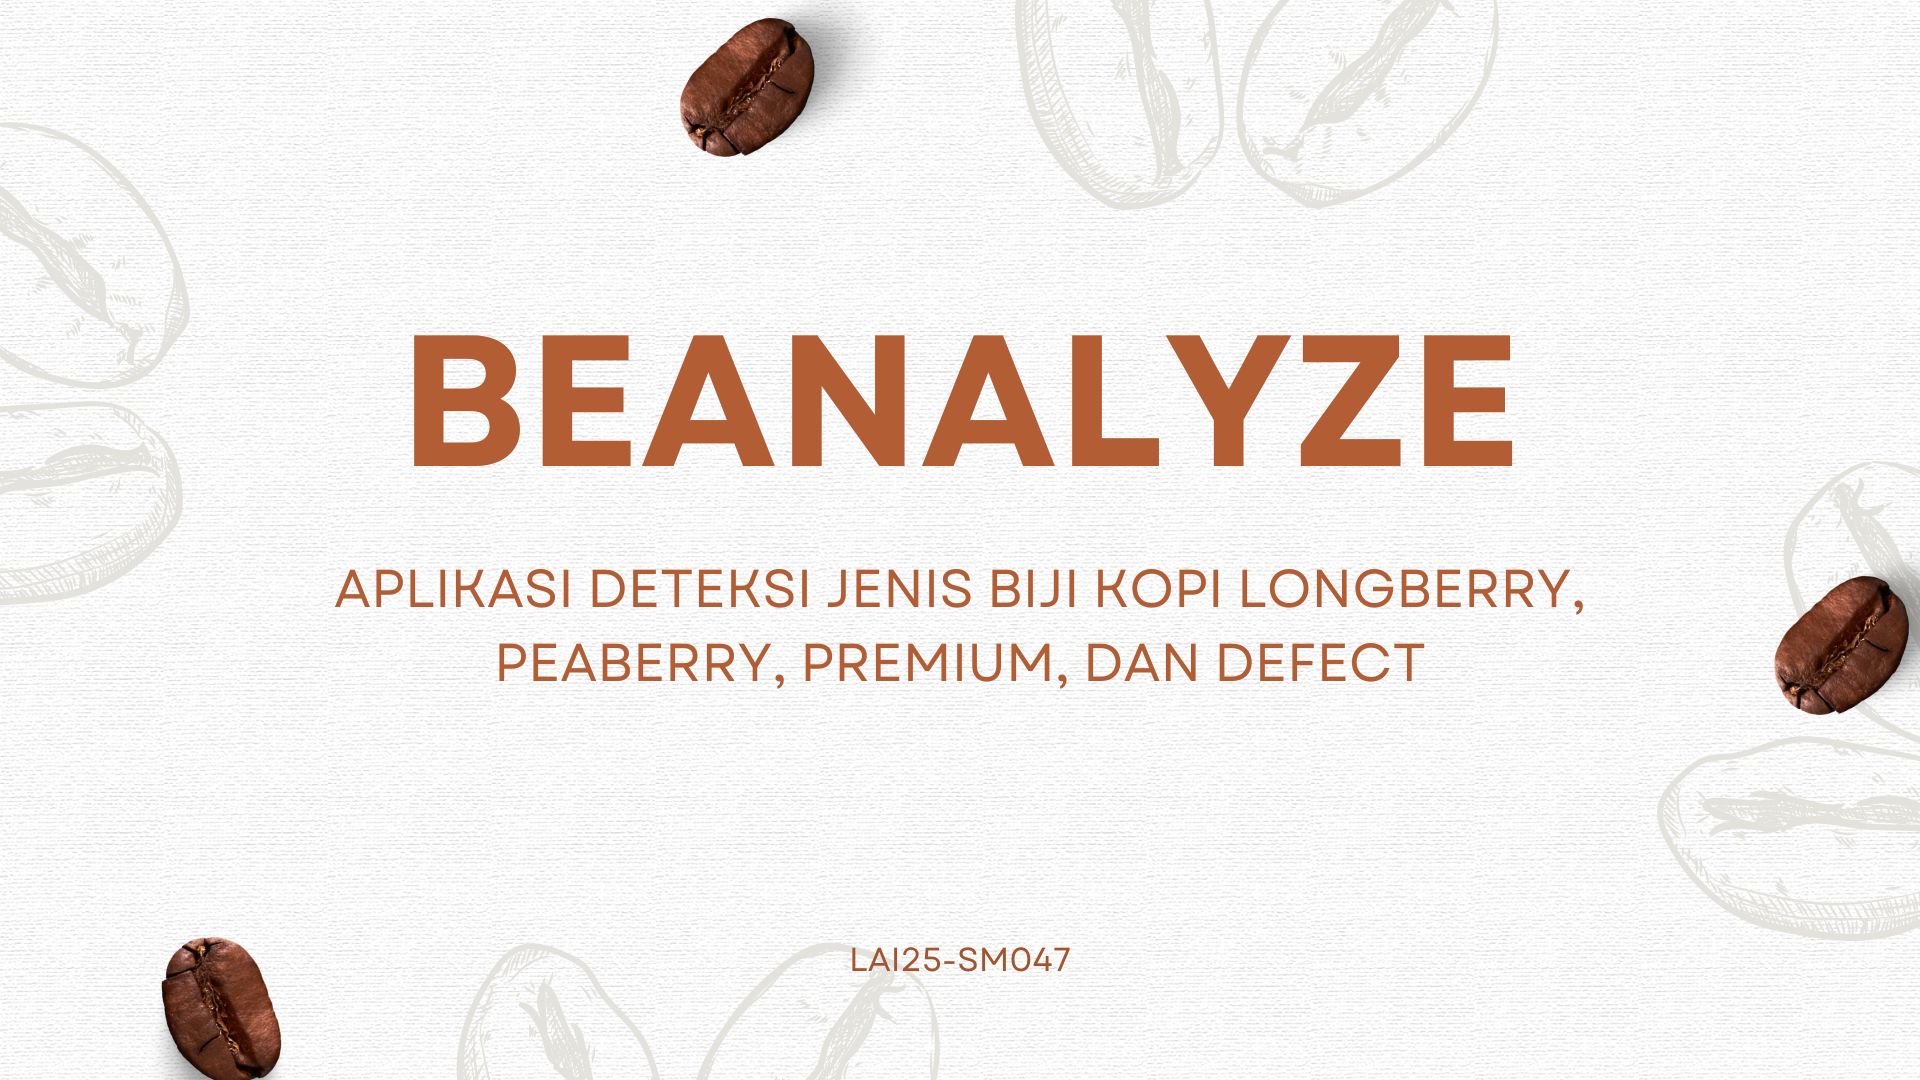 BEANALYZE
APLIKASI DETEKSI JENIS BIJI KOPI LONGBERRY,
PEABERRY, PREMIUM, DAN DEFECT
LAI25-SM047